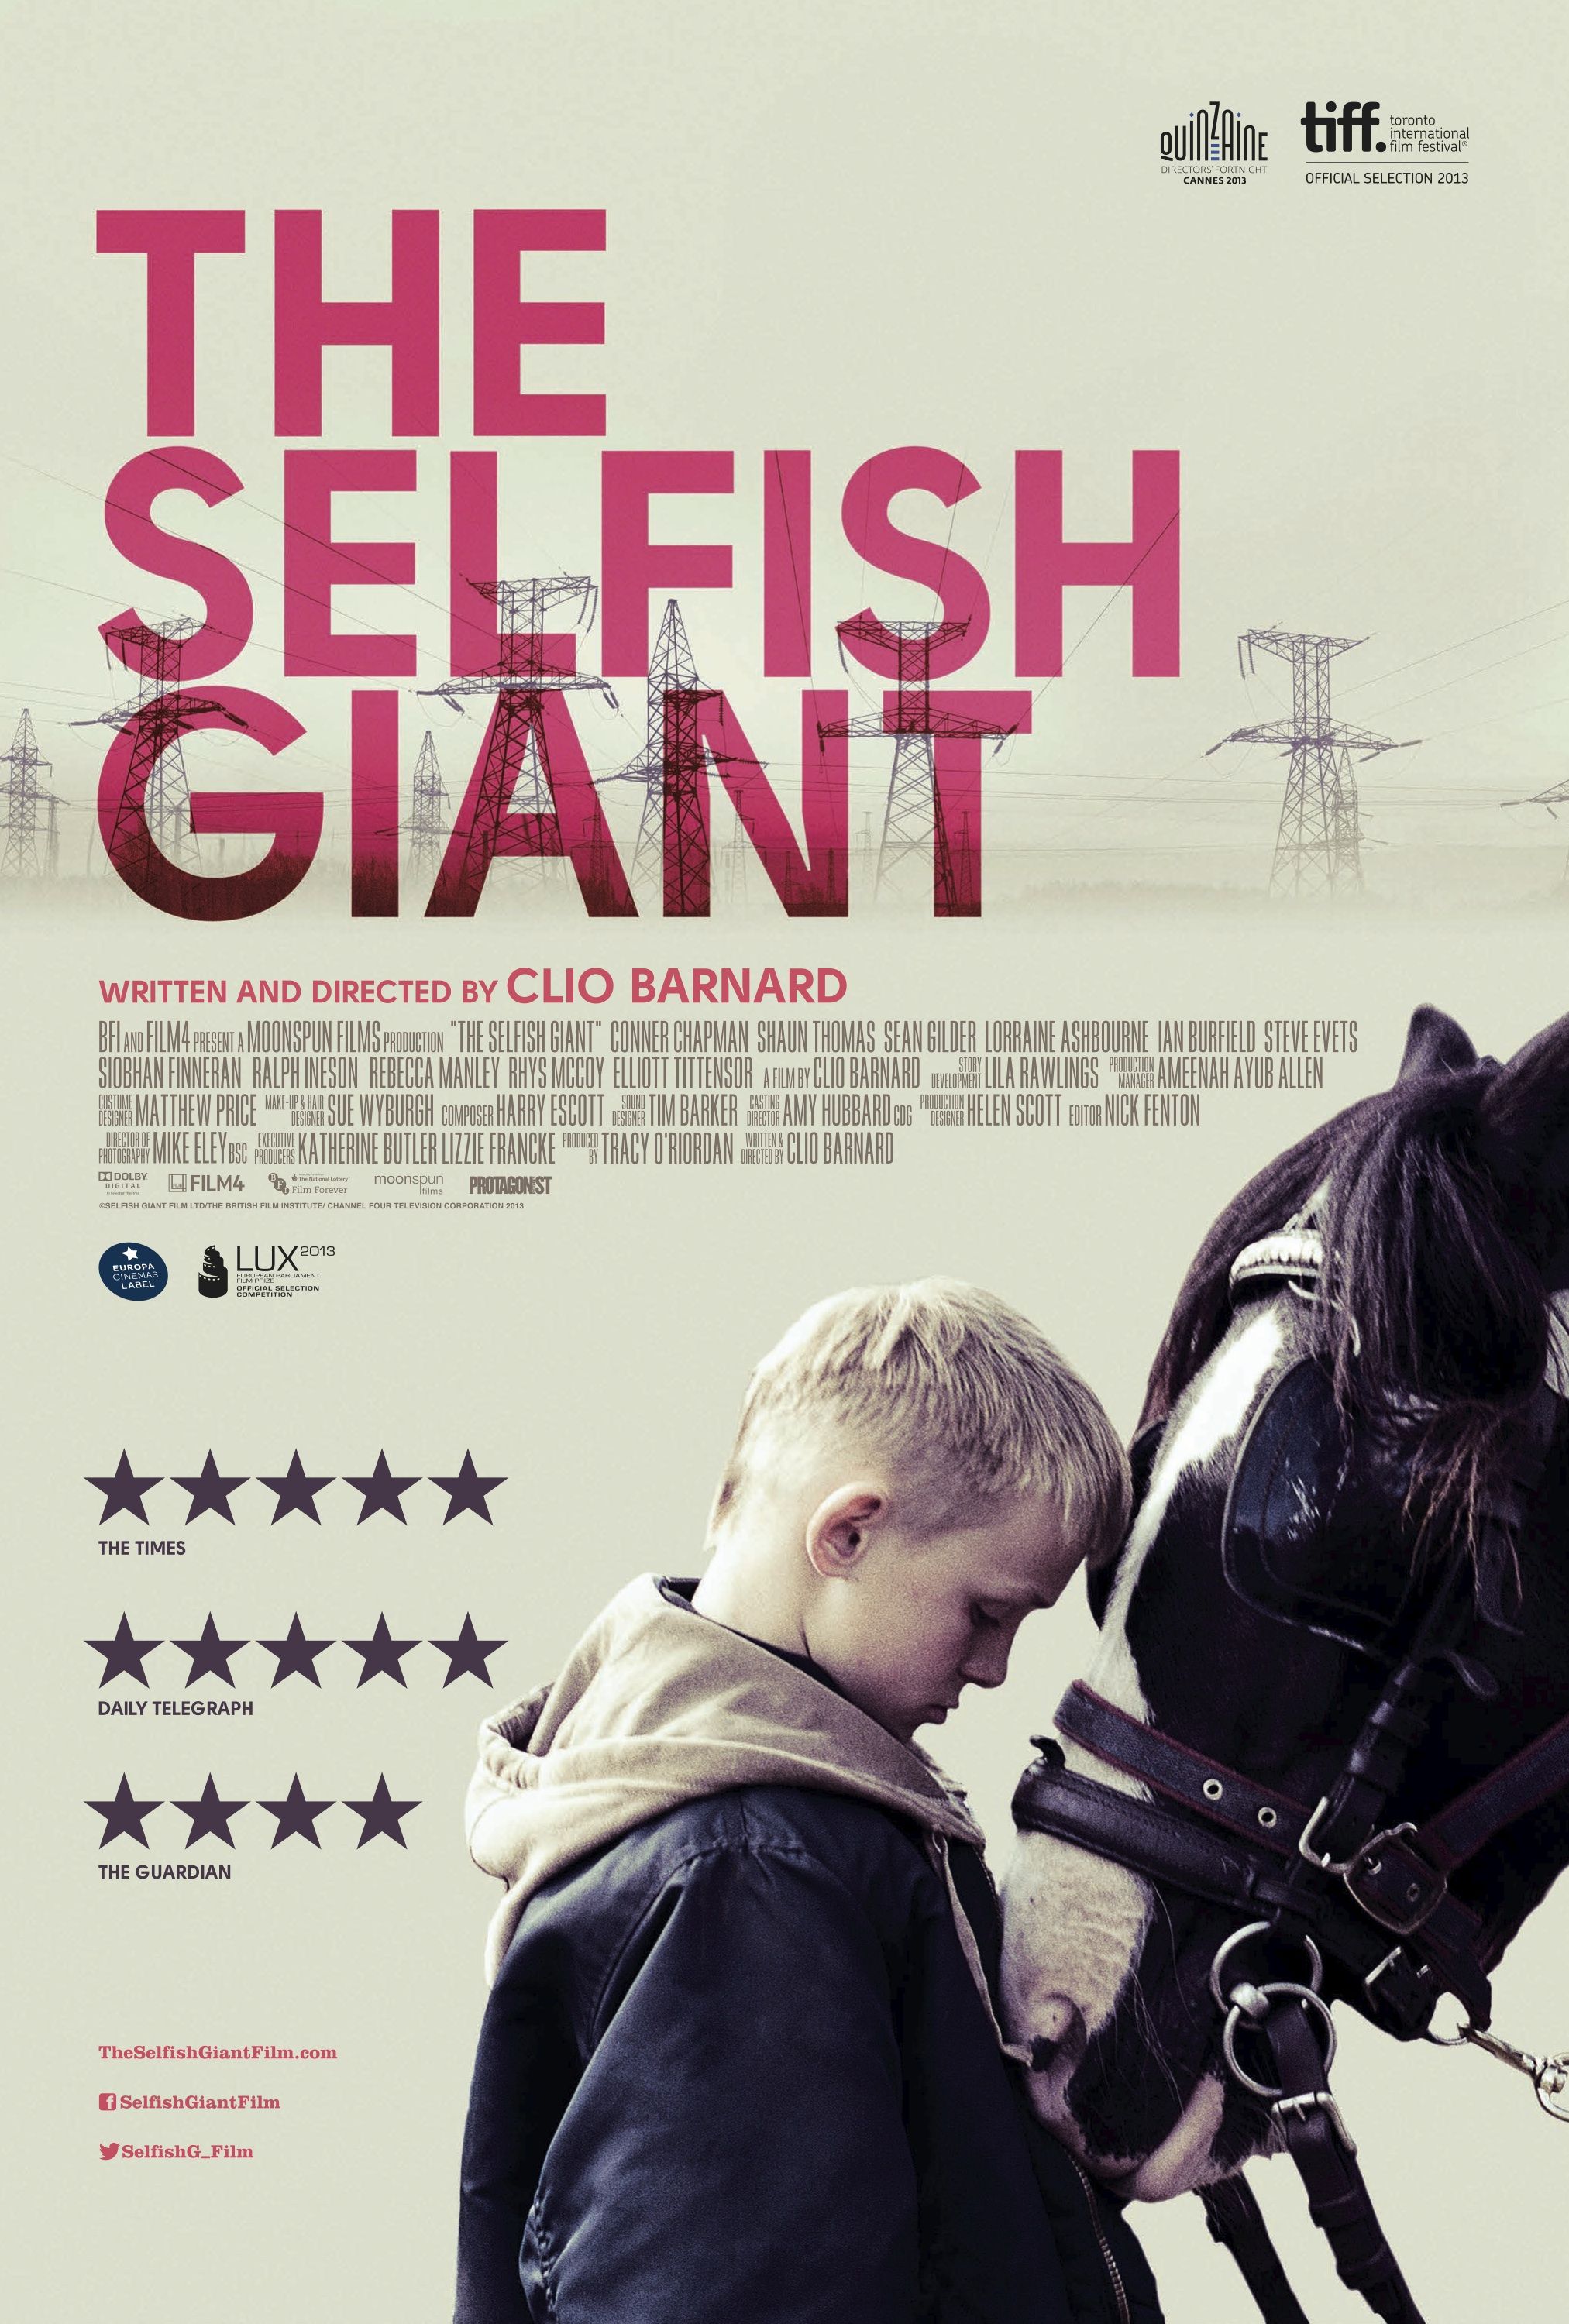 QUINZAINE
DIRECTORS' FORTNIGHT
CANNES 2013
tiff. toronto
international
film festival®
OFFICIAL SELECTION 2013
THE
SELFISH
GIANT
WRITTEN AND DIRECTED BY CLIO BARNARD
BFI AND FILM4 PRESENT A MOONSPUN FILMS PRODUCTION "THE SELFISH GIANT" CONNER CHAPMAN SHAUN THOMAS SEAN GILDER LORRAINE ASHBOURNE IAN BURFIELD STEVE EVETS
SIOBHAN FINNERAN RALPH INESON REBECCA MANLEY RHYS MCCOY ELLIOTT TITTENSOR A FILM BY CLIO BARNARD STORY DEVELOPMENT LILA RAWLINGS PRODUCTION MANAGER AMEENAH AYUB ALLEN
COSTUME DESIGNER MATTHEW PRICE MAKE-UP & HAIR DESIGNER SUE WYBURGH COMPOSER HARRY ESCOTT SOUND DESIGNER TIM BARKER CASTING DIRECTOR AMY HUBBARD CDG PRODUCTION DESIGNER HELEN SCOTT EDITOR NICK FENTON
DIRECTOR OF PHOTOGRAPHY MIKE ELEY BSC EXECUTIVE PRODUCERS KATHERINE BUTLER LIZZIE FRANCKE PRODUCED BY TRACY O'RIORDAN WRITTEN & DIRECTED BY CLIO BARNARD
DOLBY DIGITAL FILM4 BFI The National Lottery Film Forever moonspun films PROTAGONIST
©SELFISH GIANT FILM LTD/THE BRITISH FILM INSTITUTE/ CHANNEL FOUR TELEVISION CORPORATION 2013
EUROPA
CINEMAS
LABEL
LUX 2013
EUROPEAN PARLIAMENT
FILM PRIZE
OFFICIAL SELECTION
COMPETITION
THE TIMES
DAILY TELEGRAPH
THE GUARDIAN
TheSelfishGiantFilm.com
f SelfishGiantFilm
SelfishG_Film